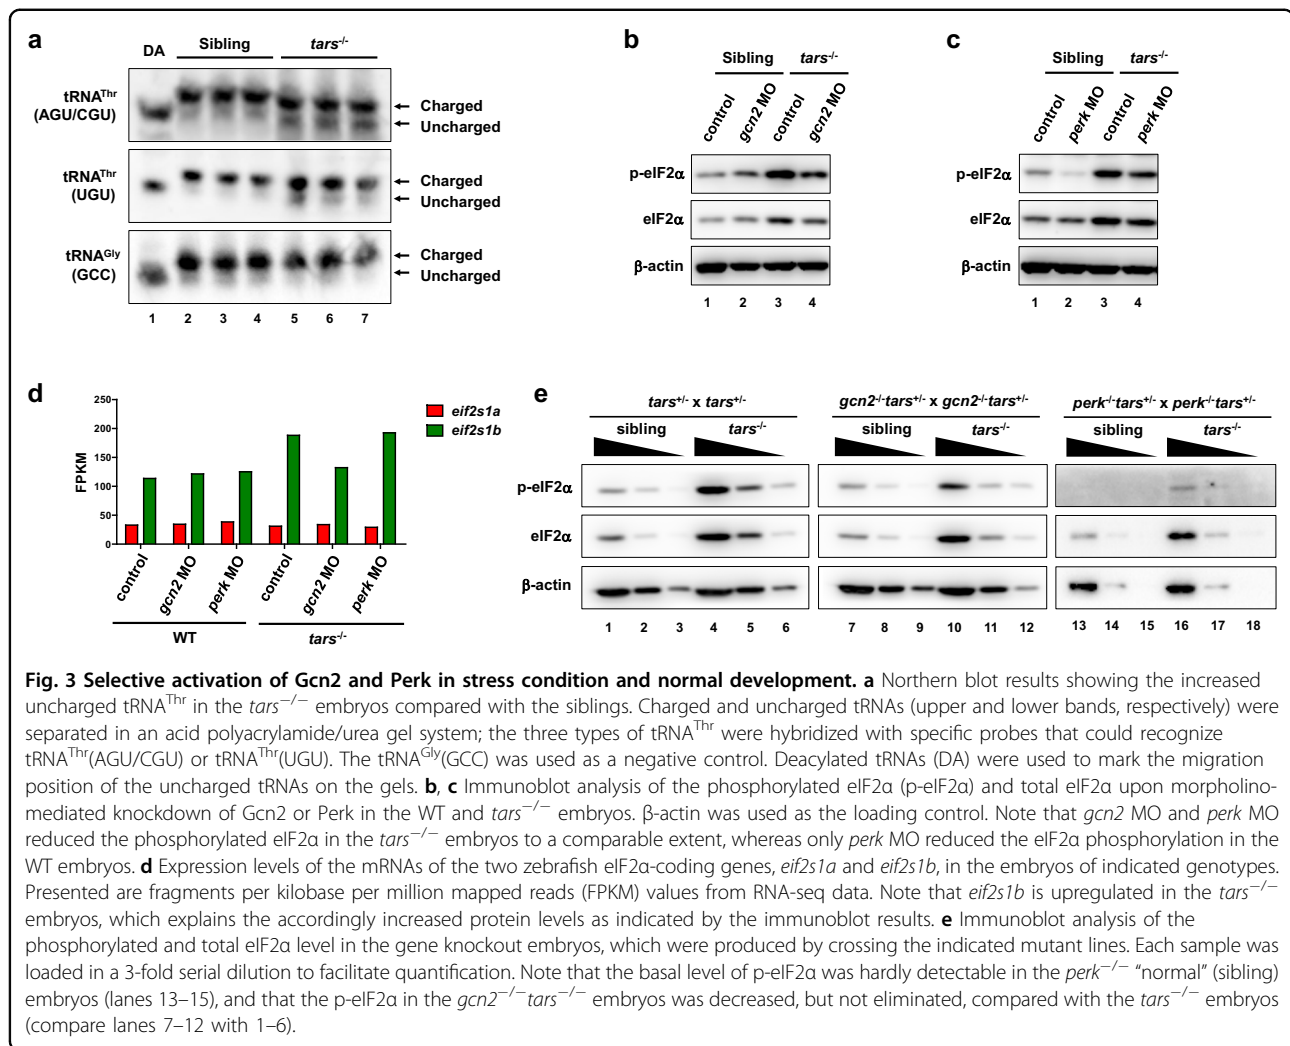 a
DA Sibling tars-/-
tRNAThr (AGU/CGU)
Charged
Uncharged
tRNAThr (UGU)
Charged
Uncharged
tRNAGly (GCC)
Charged
Uncharged
1 2 3 4 5 6 7
b
Sibling tars-/-
control gcn2 MO control gcn2 MO
p-eIF2α
eIF2α
β-actin
1 2 3 4
c
Sibling tars-/-
control perk MO control perk MO
p-eIF2α
eIF2α
β-actin
1 2 3 4
d
FPKM
250
200
150
100
50
0
eif2s1a
eif2s1b
control gcn2 MO perk MO control gcn2 MO perk MO
WT tars-/-
e
tars+/- x tars+/- gcn2-/-tars+/- x gcn2-/-tars+/- perk-/-tars+/- x perk-/-tars+/-
sibling tars-/- sibling tars-/- sibling tars-/-
p-eIF2α
eIF2α
β-actin
1 2 3 4 5 6 7 8 9 10 11 12 13 14 15 16 17 18
Fig. 3 Selective activation of Gcn2 and Perk in stress condition and normal development. a Northern blot results showing the increased
uncharged tRNAThr in the tars−/− embryos compared with the siblings. Charged and uncharged tRNAs (upper and lower bands, respectively) were
separated in an acid polyacrylamide/urea gel system; the three types of tRNAThr were hybridized with specific probes that could recognize
tRNAThr(AGU/CGU) or tRNAThr(UGU). The tRNAGly(GCC) was used as a negative control. Deacylated tRNAs (DA) were used to mark the migration
position of the uncharged tRNAs on the gels. b, c Immunoblot analysis of the phosphorylated eIF2α (p-eIF2α) and total eIF2α upon morpholino-
mediated knockdown of Gcn2 or Perk in the WT and tars−/− embryos. β-actin was used as the loading control. Note that gcn2 MO and perk MO
reduced the phosphorylated eIF2α in the tars−/− embryos to a comparable extent, whereas only perk MO reduced the eIF2α phosphorylation in the
WT embryos. d Expression levels of the mRNAs of the two zebrafish eIF2α-coding genes, eif2s1a and eif2s1b, in the embryos of indicated genotypes.
Presented are fragments per kilobase per million mapped reads (FPKM) values from RNA-seq data. Note that eif2s1b is upregulated in the tars−/−
embryos, which explains the accordingly increased protein levels as indicated by the immunoblot results. e Immunoblot analysis of the
phosphorylated and total eIF2α level in the gene knockout embryos, which were produced by crossing the indicated mutant lines. Each sample was
loaded in a 3-fold serial dilution to facilitate quantification. Note that the basal level of p-eIF2α was hardly detectable in the perk−/− “normal” (sibling)
embryos (lanes 13–15), and that the p-eIF2α in the gcn2−/−tars−/− embryos was decreased, but not eliminated, compared with the tars−/− embryos
(compare lanes 7–12 with 1–6).